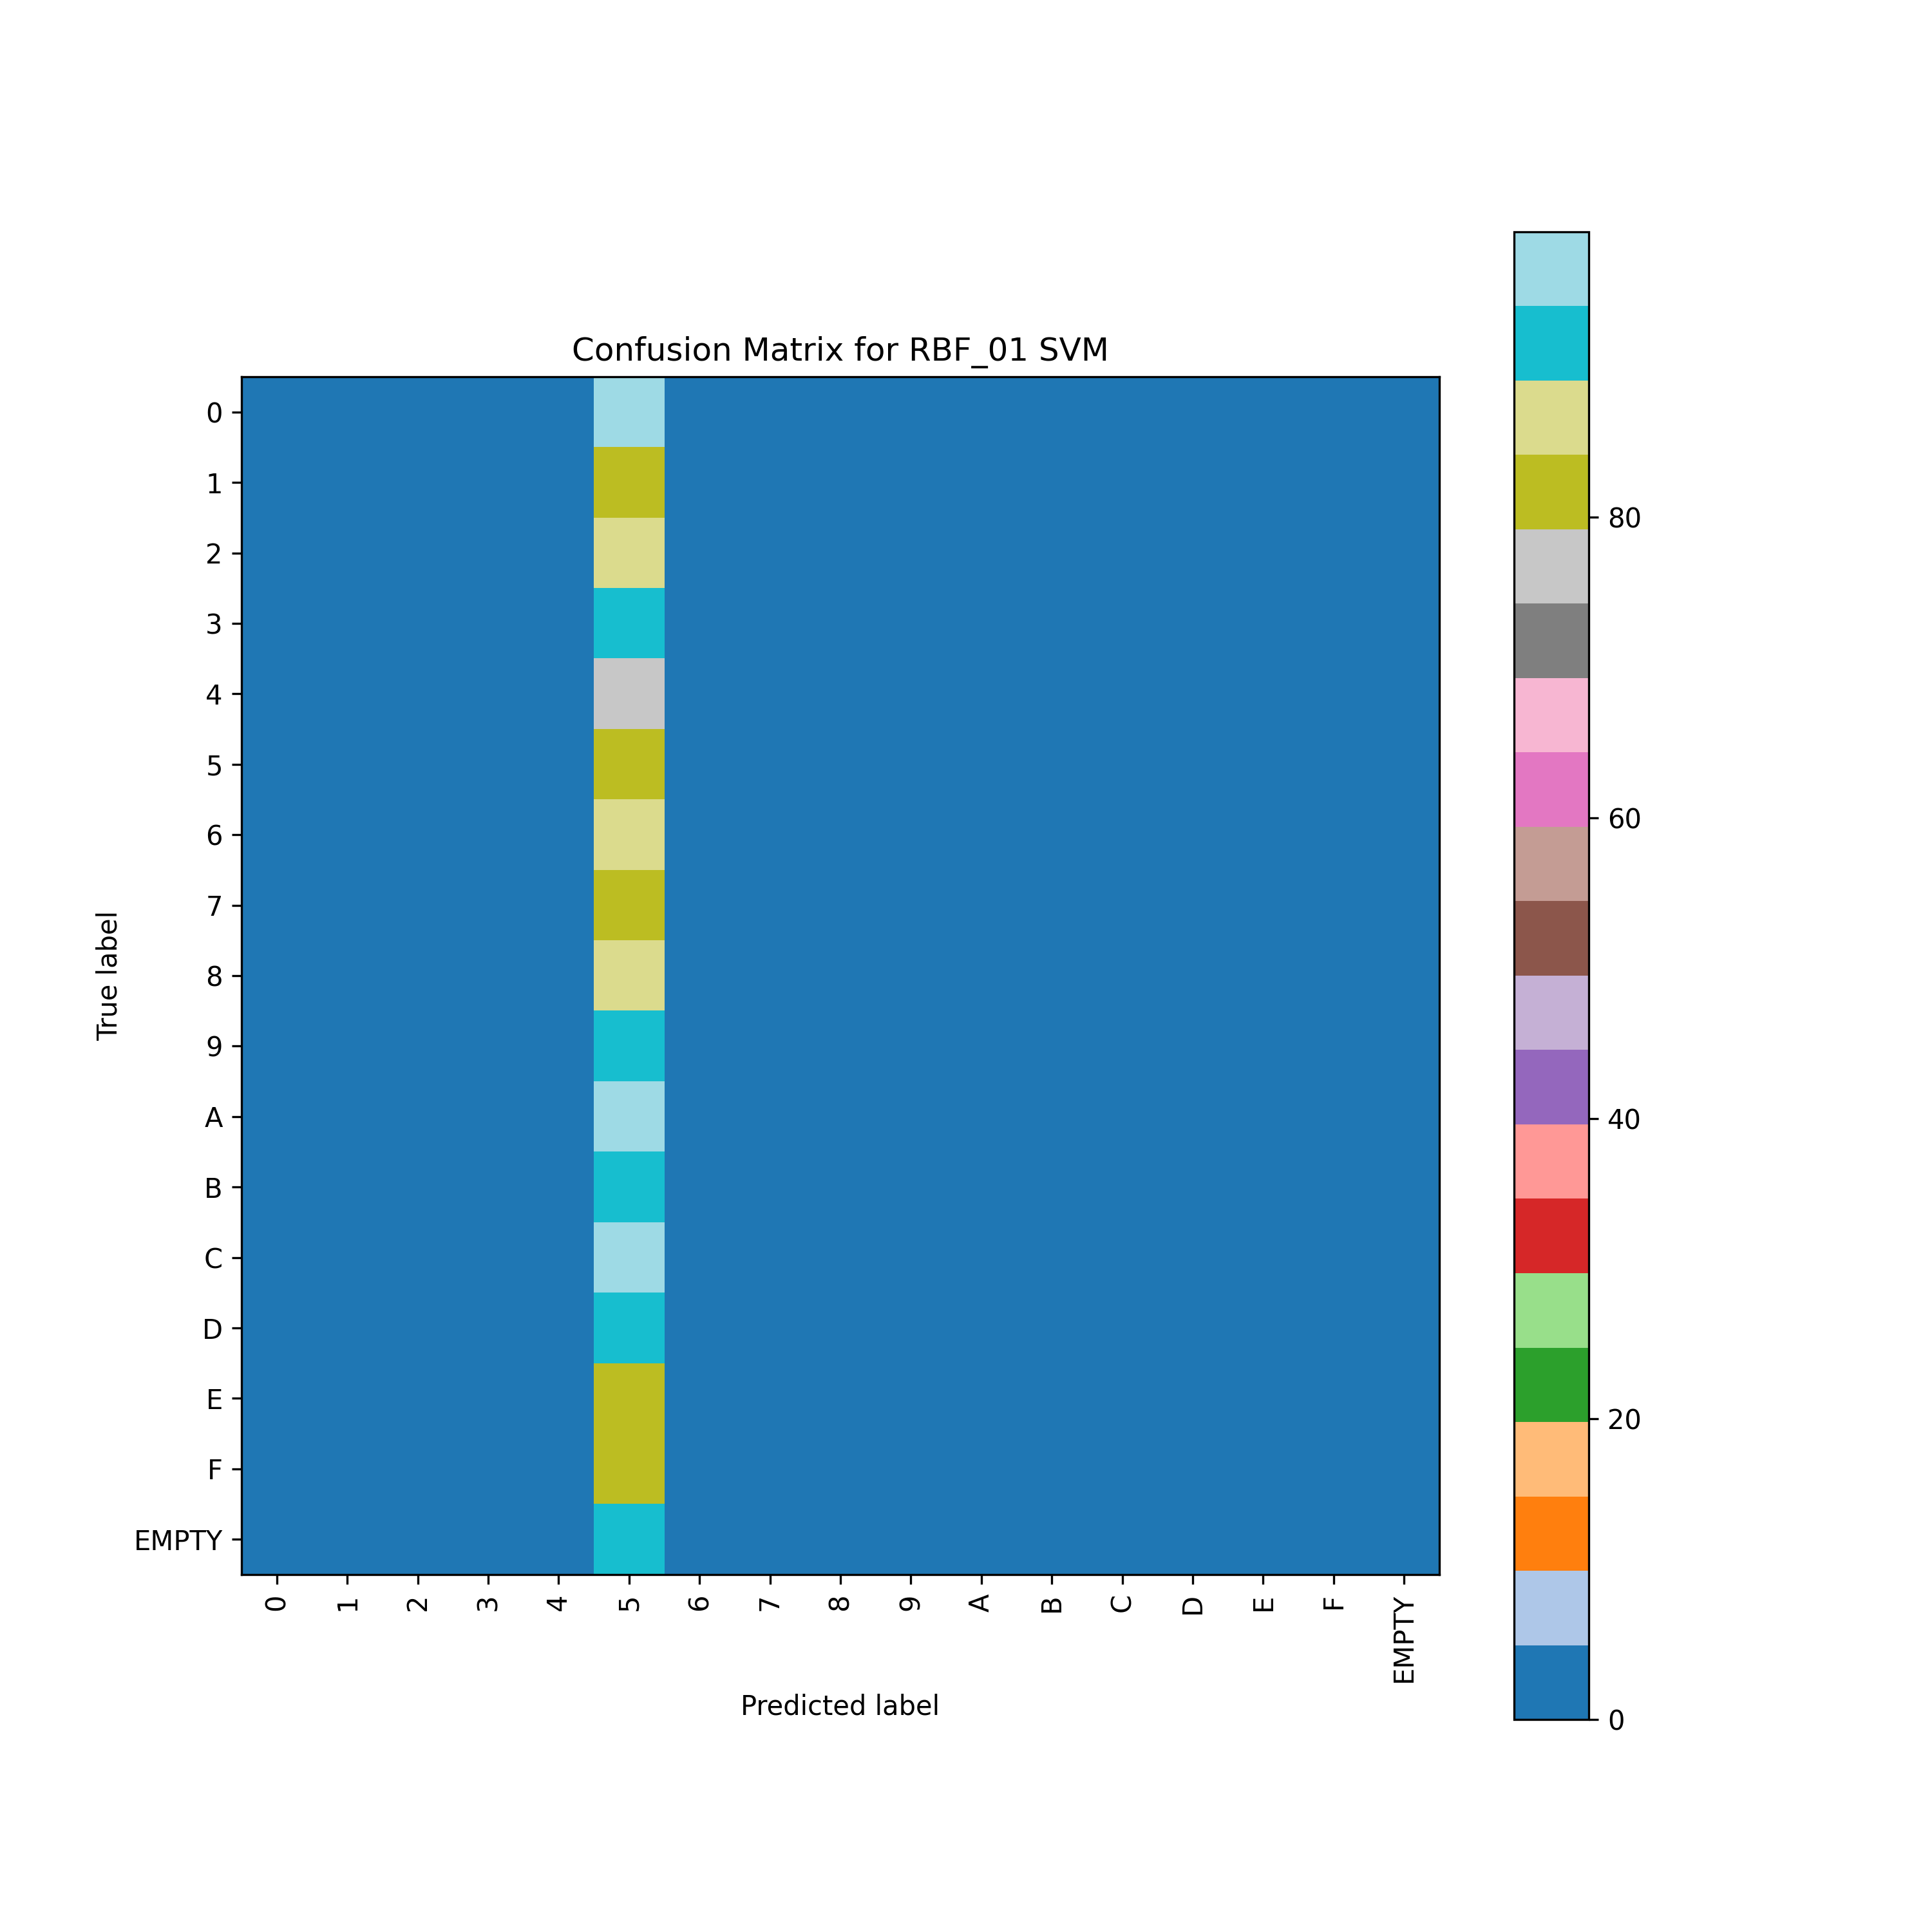 Confusion Matrix for RBF_01 SVM
True label
0
1
2
3
4
5
6
7
8
9
A
B
C
D
E
F
EMPTY
0 1 2 3 4 5 6 7 8 9 A B C D E F EMPTY
Predicted label
80
60
40
20
0